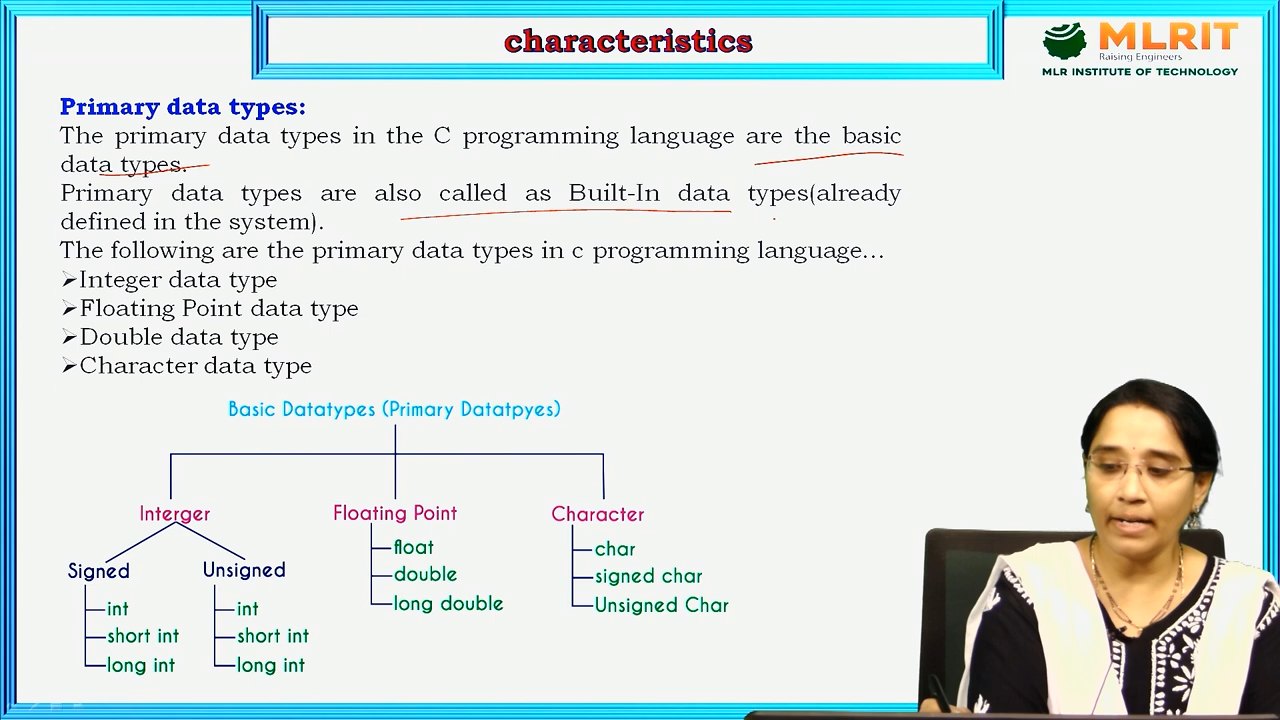 characteristics
MLRIT
Raising Engineers
MLR INSTITUTE OF TECHNOLOGY
Primary data types:
The primary data types in the C programming language are the basic
data types.
Primary data types are also called as Built-In data types(already
defined in the system).
The following are the primary data types in c programming language...
➢Integer data type
➢Floating Point data type
➢Double data type
➢Character data type
Basic Datatypes (Primary Datatpyes)
Interger
Floating Point
Character
Signed
Unsigned
int
short int
long int
int
short int
long int
float
double
long double
char
signed char
Unsigned Char